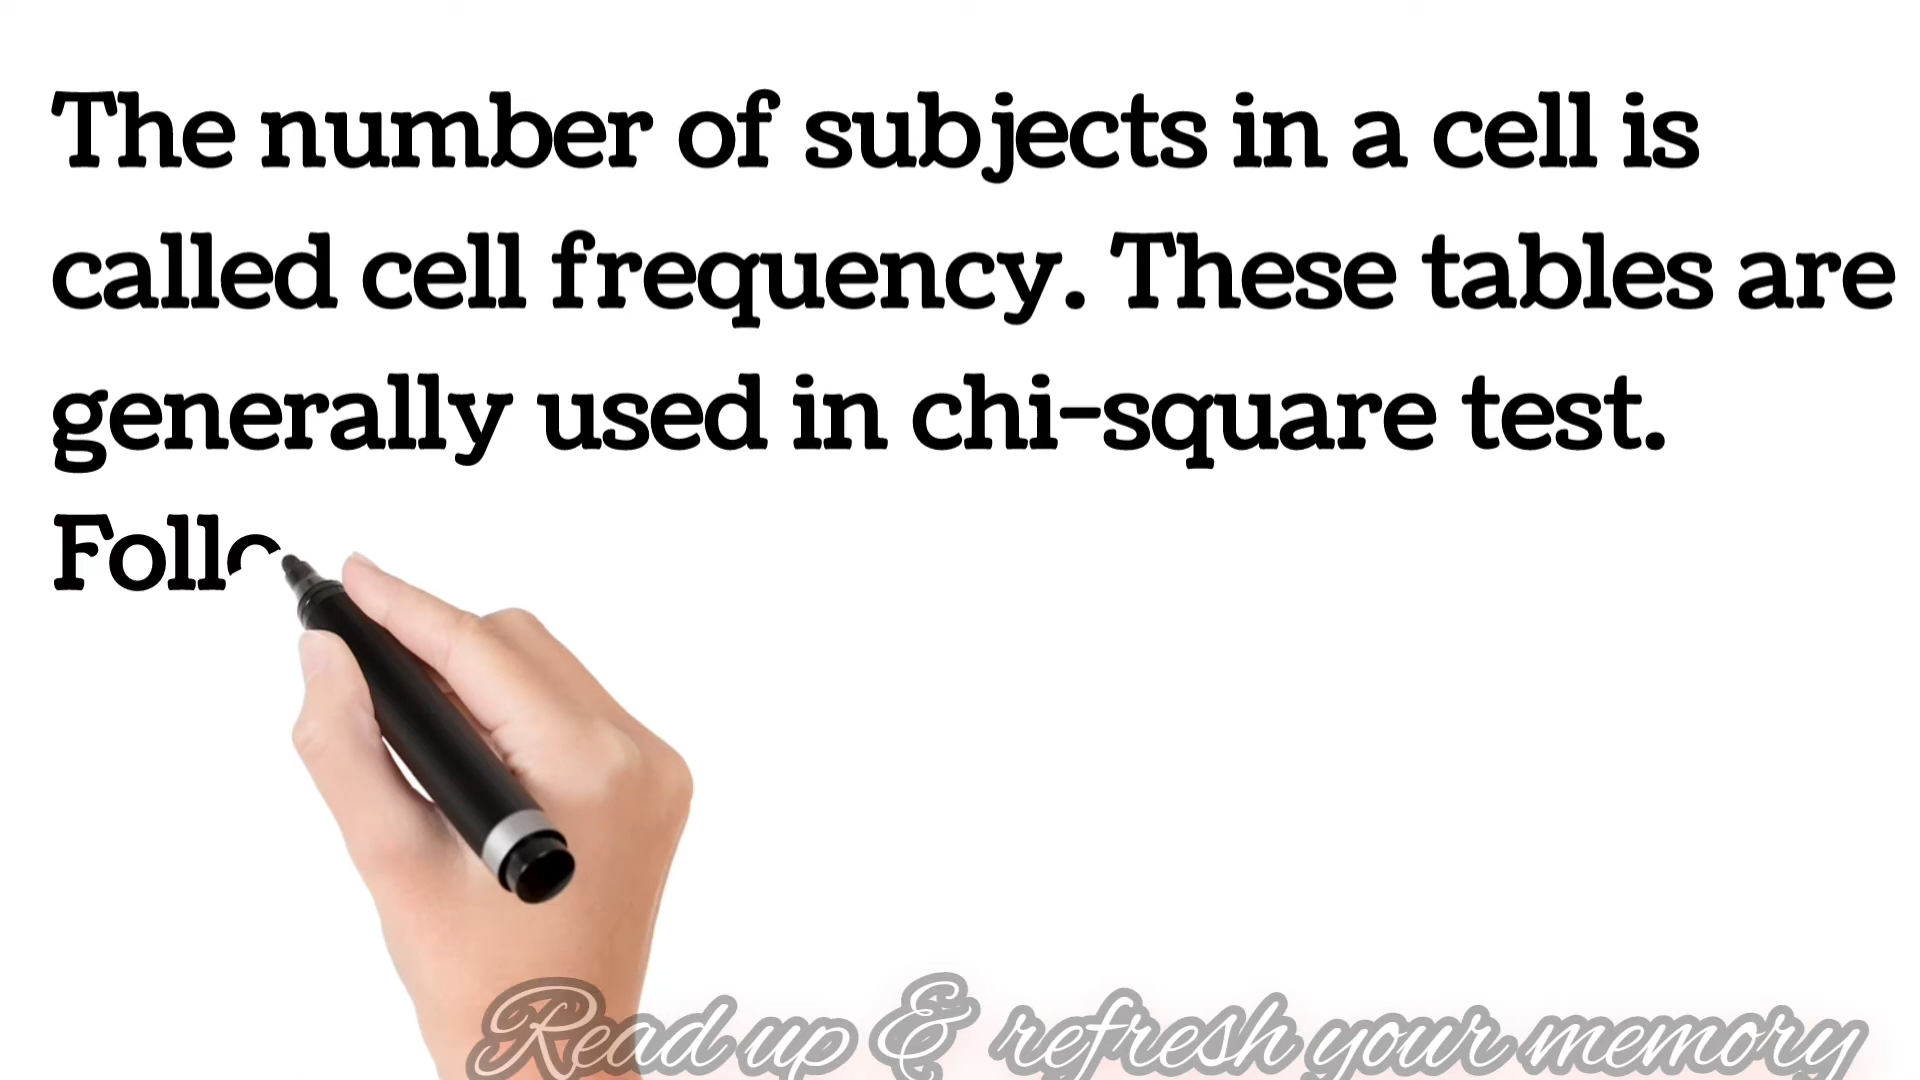 The number of subjects in a cell is
called cell frequency. These tables are
generally used in chi-square test.
Follo
Read up & refresh your memory